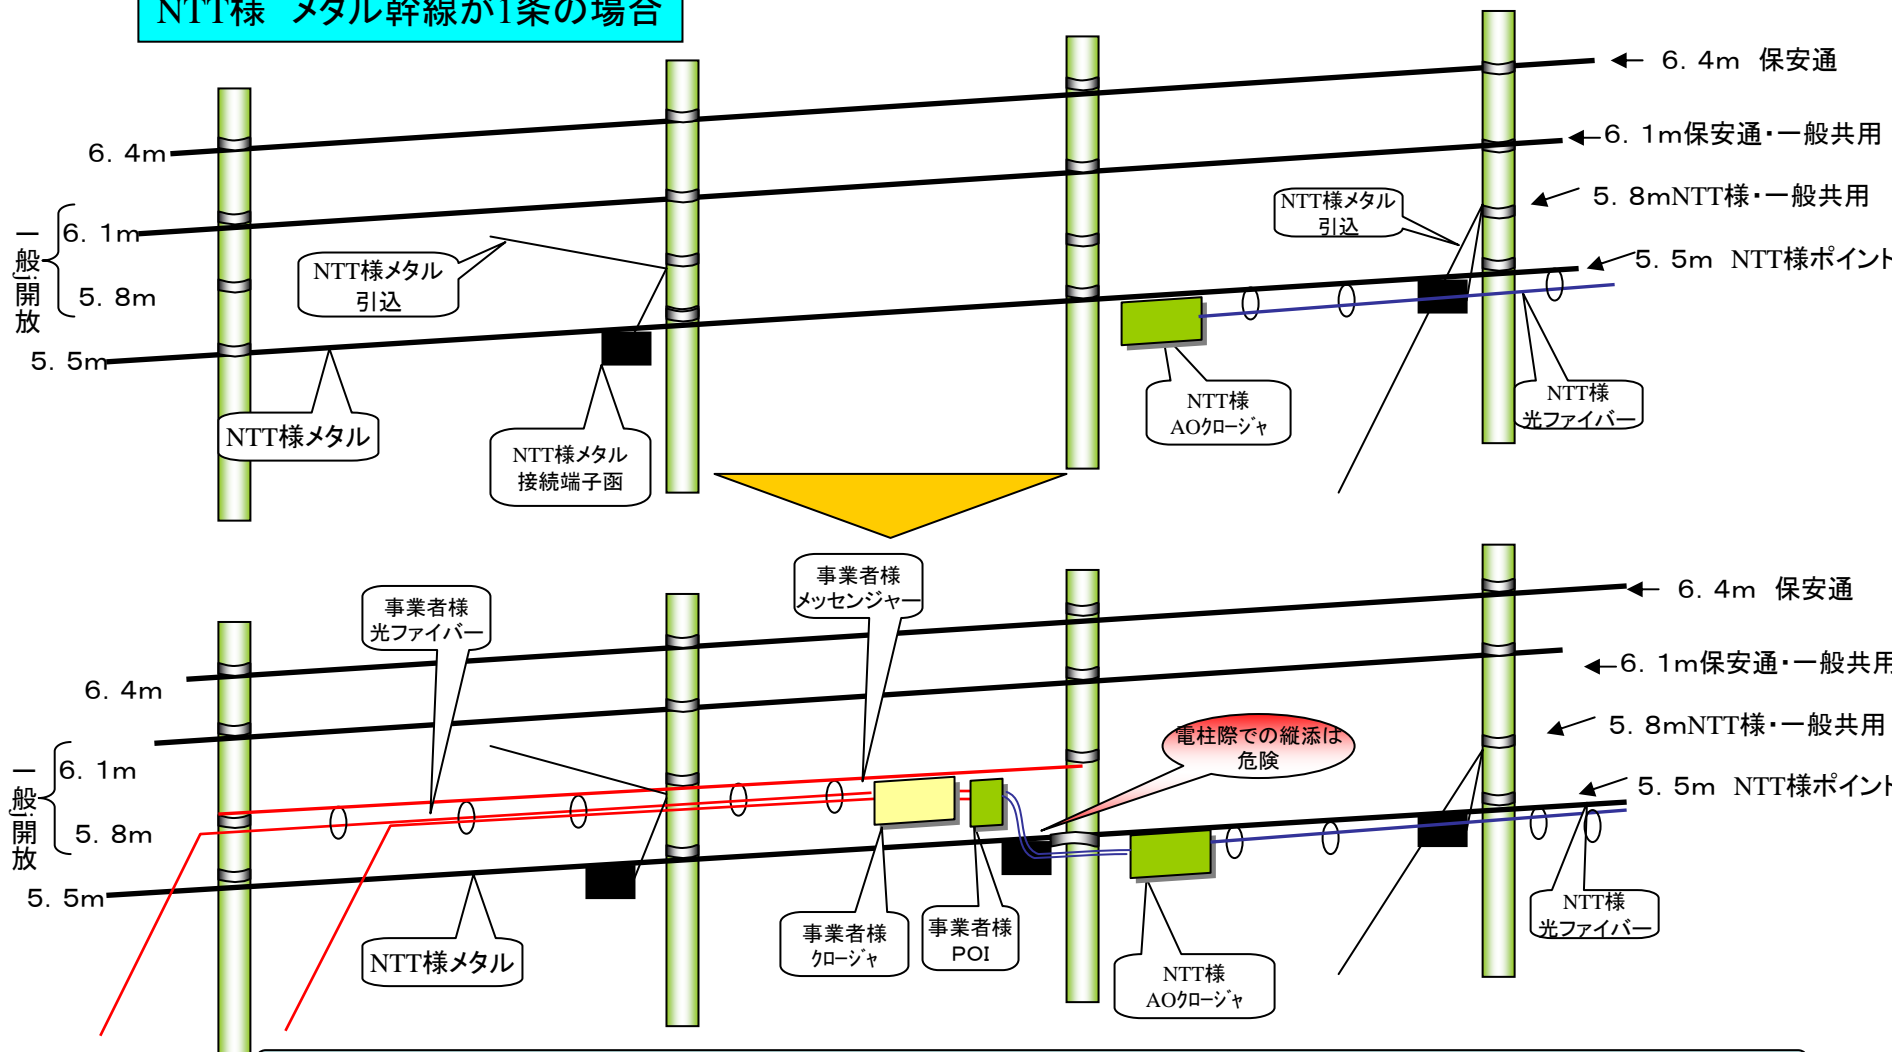 NTT様 メタル幹線が1条の場合
6.4m 保安通
6.1m保安通・一般共用
5.8mNTT様・一般共用
5.5m NTT様ポイント
6.4m
6.1m
5.8m
5.5m
一般j開放
NTT様メタル
引込
NTT様メタル
引込
NTT様メタル
NTT様メタル
接続端子函
NTT様
AOクロージャ
NTT様
光ファイバー
事業者様
光ファイバー
事業者様
メッセンジャー
6.4m 保安通
6.1m保安通・一般共用
5.8mNTT様・一般共用
5.5m NTT様ポイント
電柱際での縦添は
危険
6.4m
6.1m
5.8m
5.5m
一般j開放
NTT様メタル
事業者様
クロージャ
事業者様
POI
NTT様
AOクロージャ
NTT様
光ファイバー